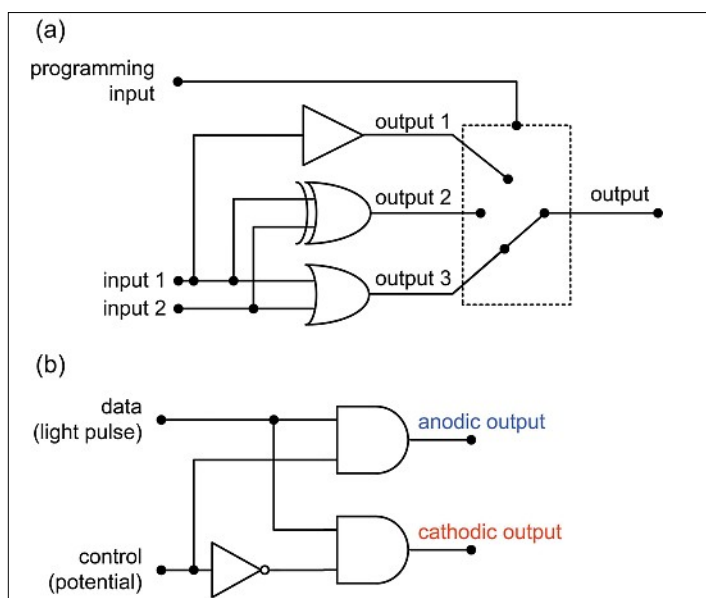 (a)
programming
input
output 1
output 2
output
input 1
output 3
input 2
(b)
data
(light pulse)
anodic output
cathodic output
control
(potential)